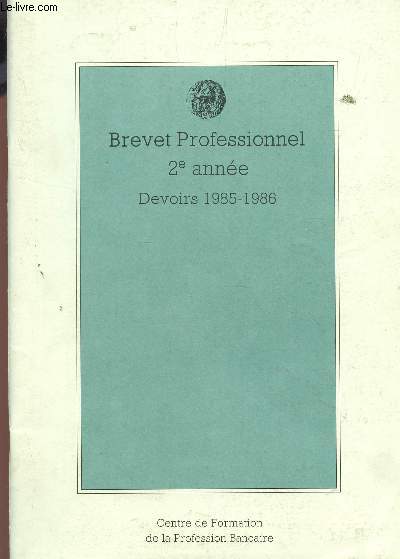 Le-livre.com
Brevet Professionnel
2e année
Devoirs 1985-1986
Centre de Formation
de la Profession Bancaire